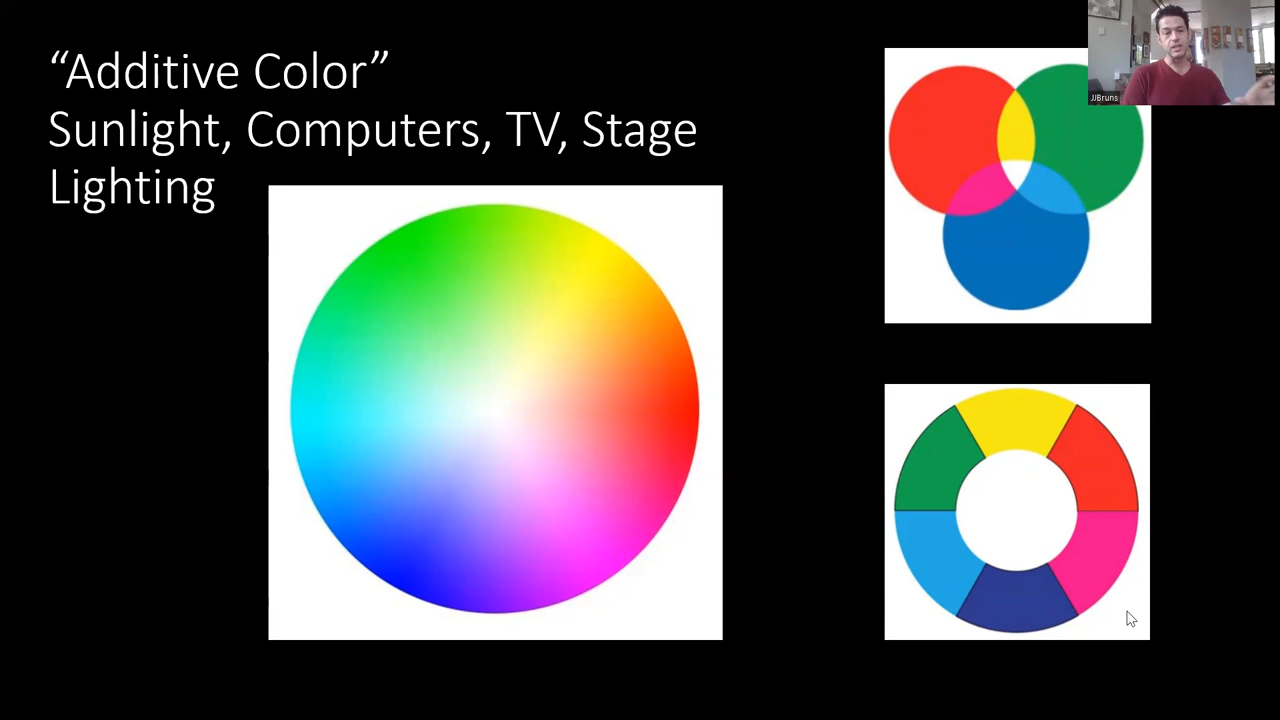 “Additive Color”
Sunlight, Computers, TV, Stage
Lighting
JJBruns